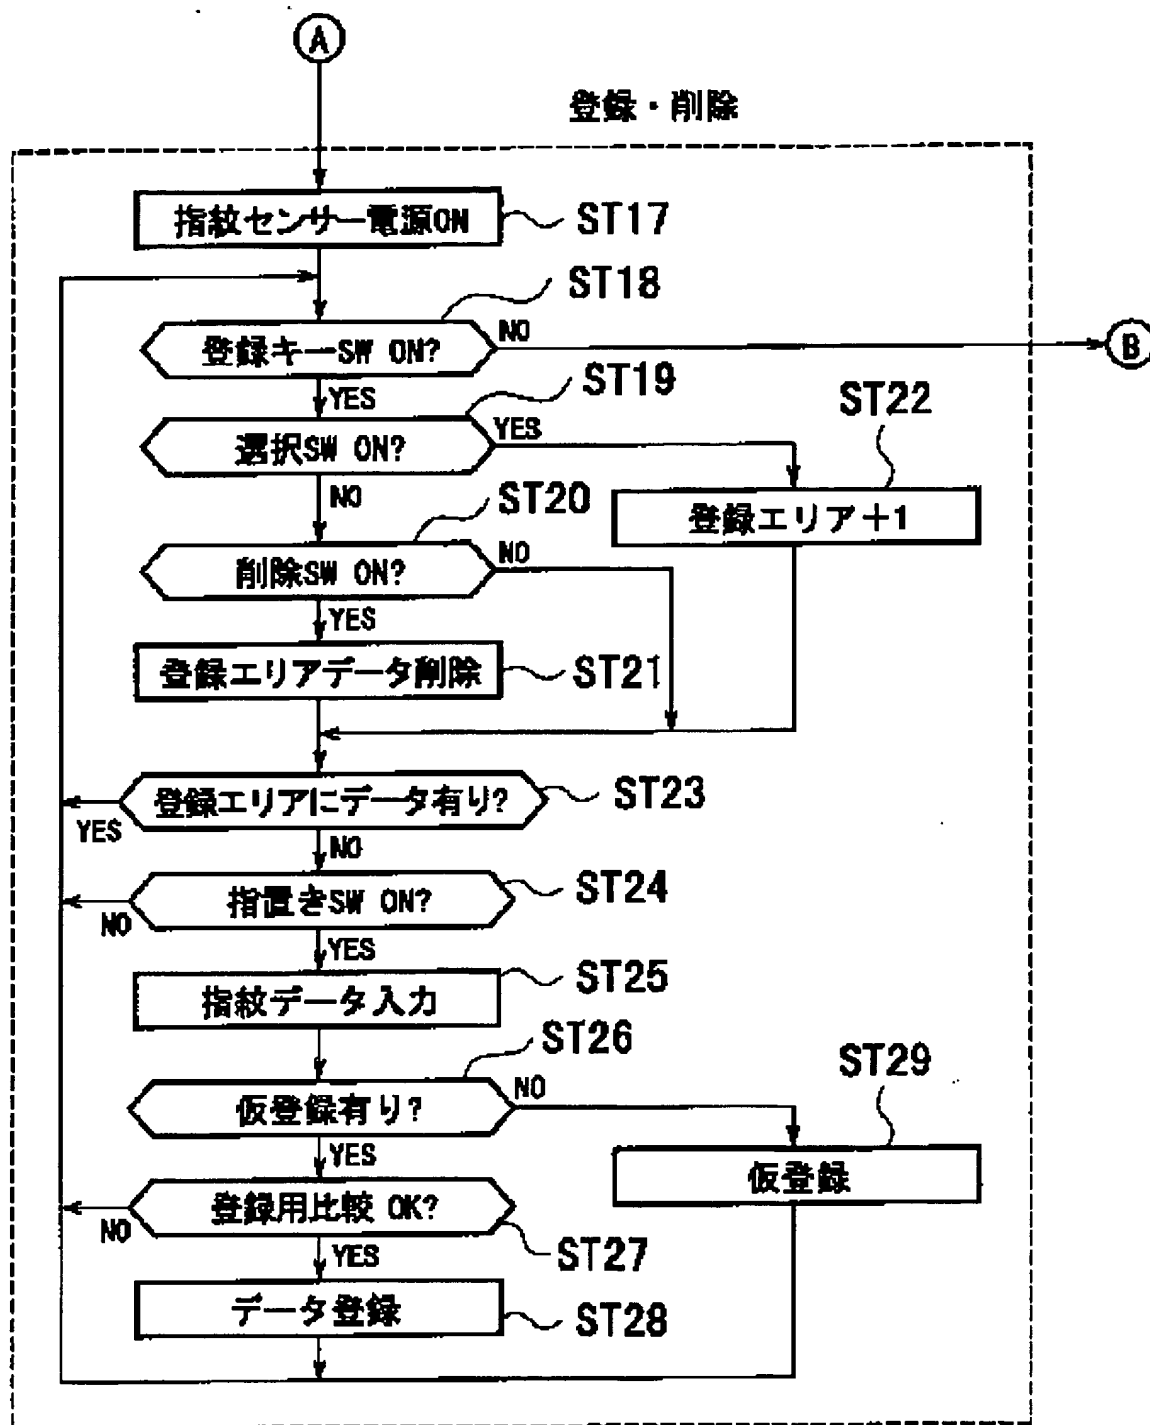 A
登録・削除
指紋センサー電源ON
ST17
ST18
登録キーSW ON?
NO
B
YES
ST19
選択SW ON?
YES
ST22
NO
ST20
登録エリア+1
削除SW ON?
NO
YES
登録エリアデータ削除
ST21
登録エリアにデータ有り?
ST23
YES
NO
指置きSW ON?
ST24
NO
YES
指紋データ入力
ST25
ST26
仮登録有り?
NO
ST29
YES
仮登録
登録用比較 OK?
NO
ST27
YES
データ登録
ST28